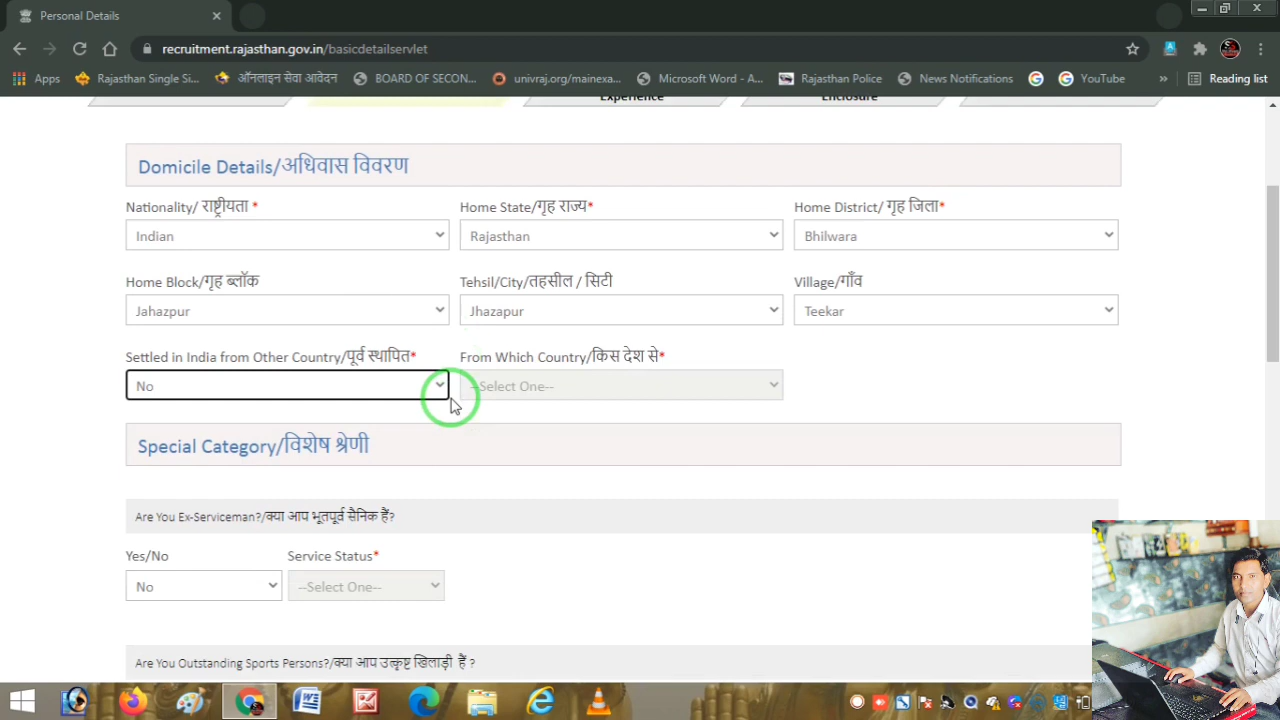 Personal Details
recruitment.rajasthan.gov.in/basicdetailservlet
Apps Rajasthan Single Si... ऑनलाइन सेवा आवेदन BOARD OF SECON... univraj.org/mainexa... Microsoft Word - A... Rajasthan Police News Notifications YouTube » Reading list
Experience Enclosure
Domicile Details/अधिवास विवरण
Nationality/ राष्ट्रीयता * Home State/गृह राज्य* Home District/ गृह जिला*
Indian Rajasthan Bhilwara
Home Block/गृह ब्लॉक Tehsil/City/तहसील / सिटी Village/गाँव
Jahazpur Jhazapur Teekar
Settled in India from Other Country/पूर्व स्थापित* From Which Country/किस देश से*
No --Select One--
Special Category/विशेष श्रेणी
Are You Ex-Serviceman?/क्या आप भूतपूर्व सैनिक हैं?
Yes/No Service Status*
No --Select One--
Are You Outstanding Sports Persons?/क्या आप उत्कृष्ट खिलाड़ी हैं ?